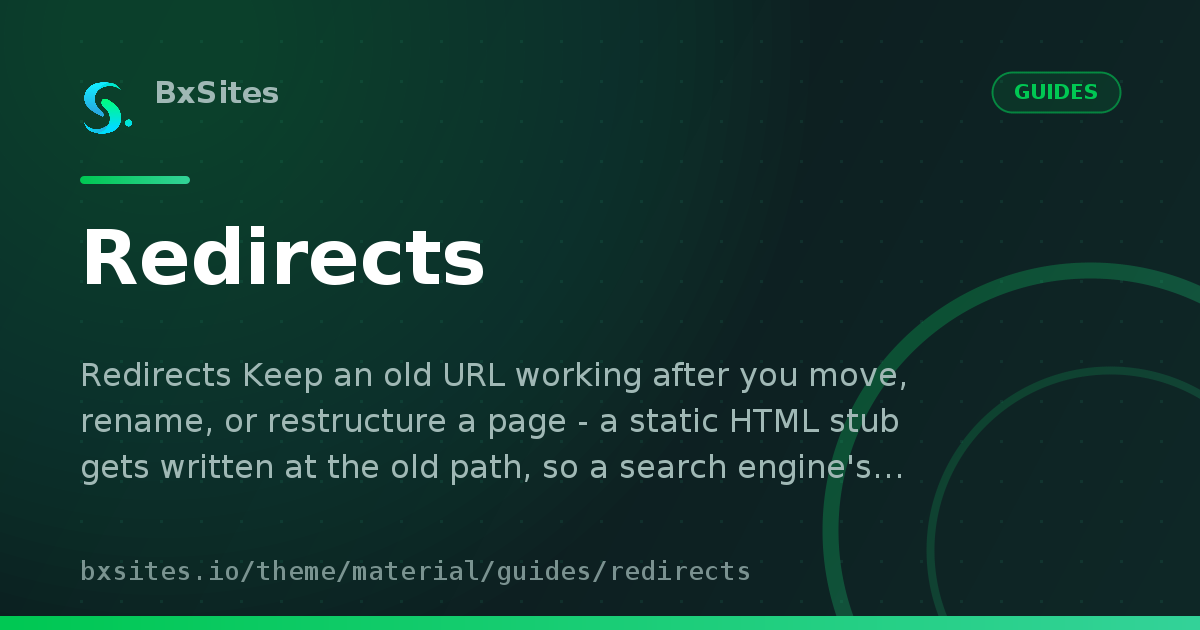 BxSites
GUIDES
Redirects
Redirects Keep an old URL working after you move,
rename, or restructure a page - a static HTML stub
gets written at the old path, so a search engine's...
bxsites.io/theme/material/guides/redirects